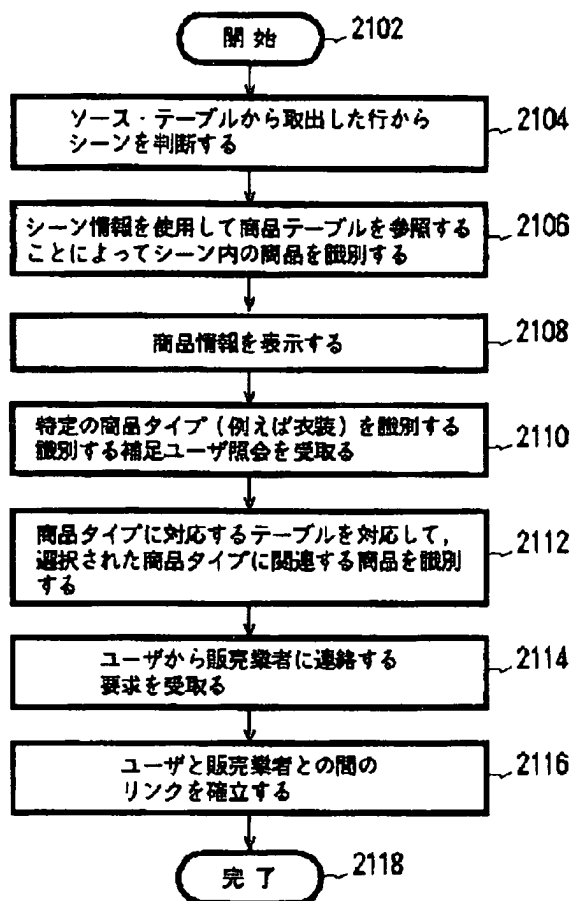 開始
2102
ソース・テーブルから取出した行から
シーンを判断する
2104
シーン情報を使用して商品テーブルを参照する
ことによってシーン内の商品を識別する
2106
商品情報を表示する
2108
特定の商品タイプ(例えば衣装)を識別する
識別する補足ユーザ照会を受取る
2110
商品タイプに対応するテーブルを対応して,
選択された商品タイプに関連する商品を識別
する
2112
ユーザから販売業者に連絡する
要求を受取る
2114
ユーザと販売業者との間の
リンクを確立する
2116
完了
2118